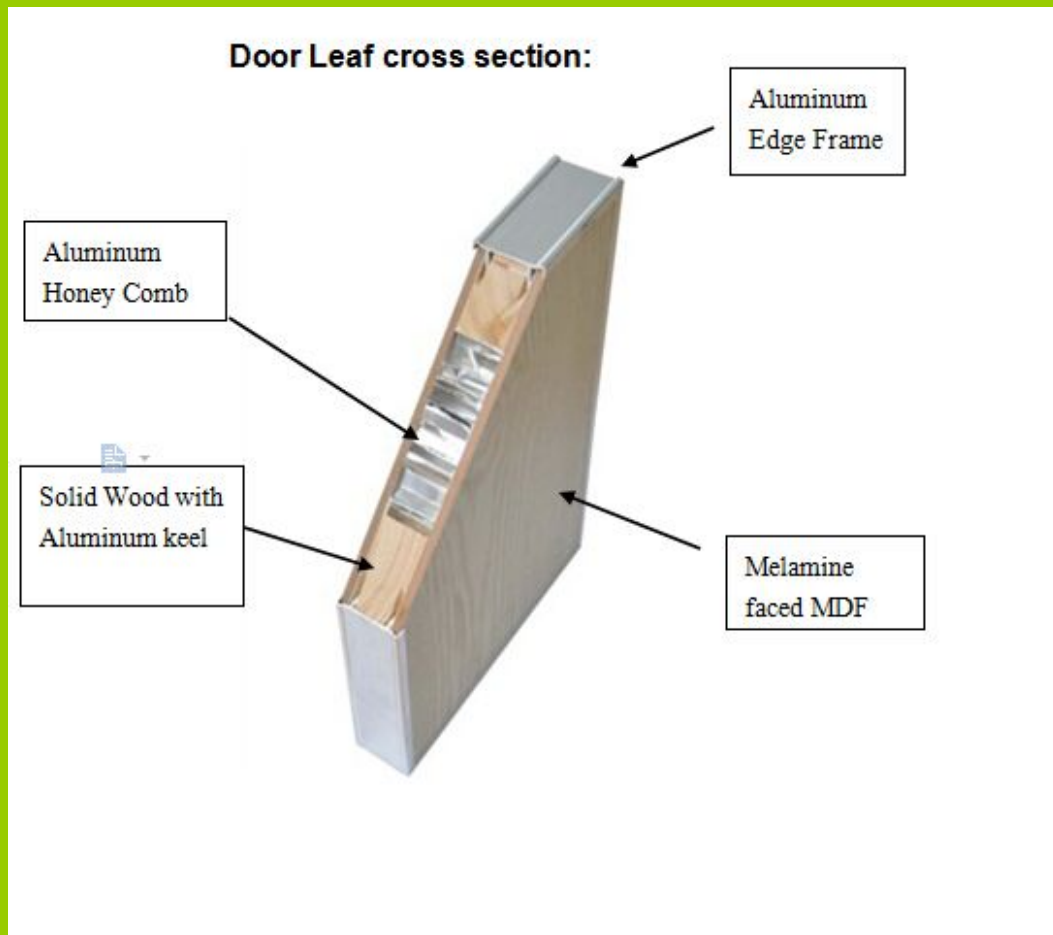 Door Leaf cross section:
Aluminum
Edge Frame
Aluminum
Honey Comb
Solid Wood with
Aluminum keel
Melamine
faced MDF